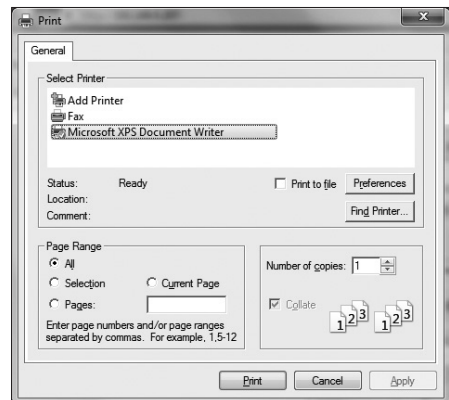 Print
General
Select Printer
Add Printer
Fax
Microsoft XPS Document Writer
Status: Ready
Print to file
Preferences
Location:
Comment:
Find Printer...
Page Range
All
Selection
Current Page
Pages:
Enter page numbers and/or page ranges
separated by commas. For example, 1,5-12
Number of copies: 1
Collate
1 2 3 1 2 3
Print Cancel Apply